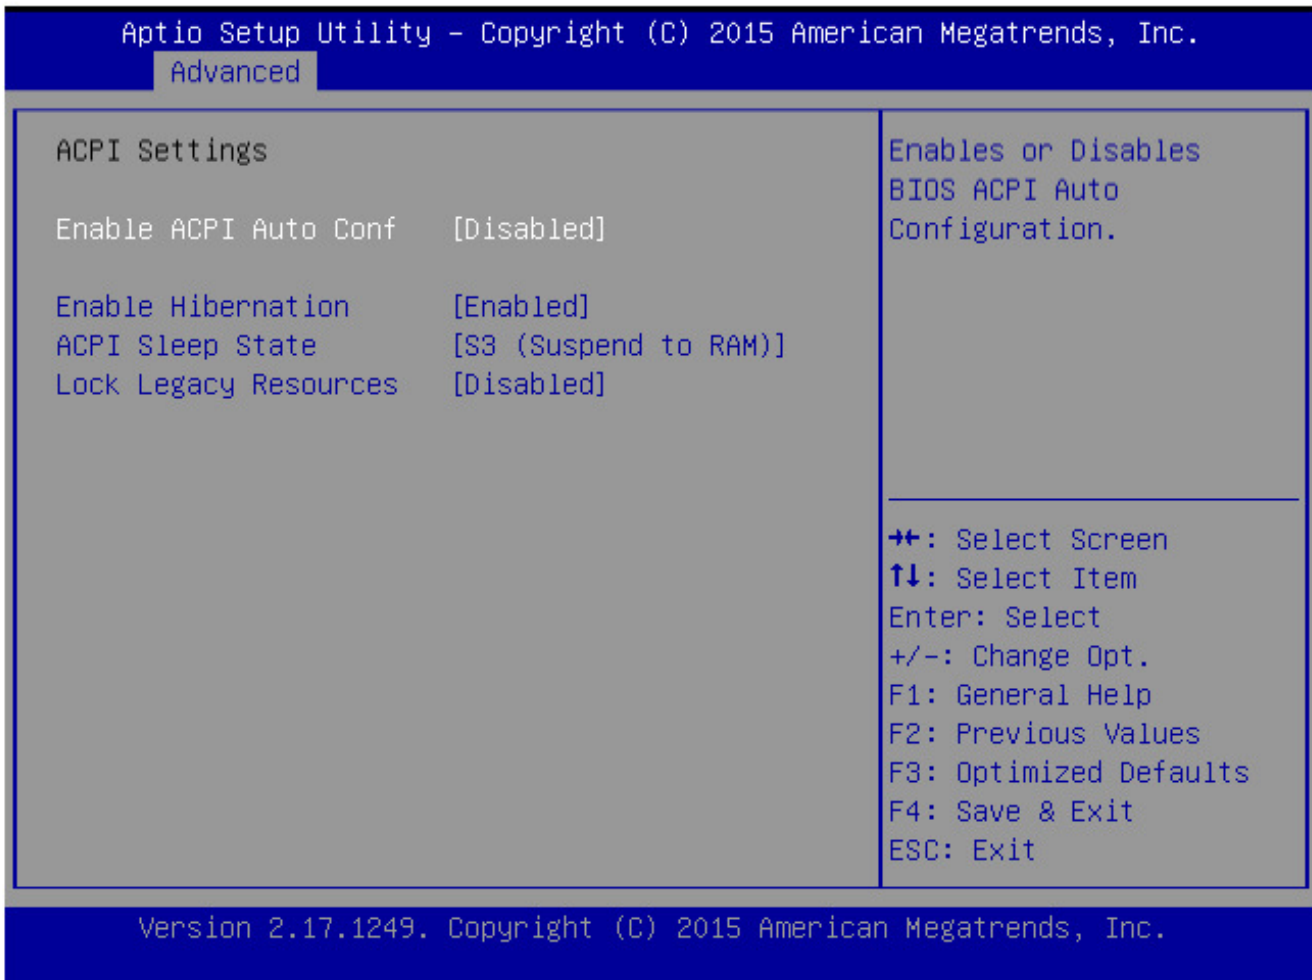 Aptio Setup Utility – Copyright (C) 2015 American Megatrends, Inc.
Advanced
ACPI Settings
Enable ACPI Auto Conf [Disabled]
Enable Hibernation [Enabled]
ACPI Sleep State [S3 (Suspend to RAM)]
Lock Legacy Resources [Disabled]
Enables or Disables
BIOS ACPI Auto
Configuration.
→←: Select Screen
↑↓: Select Item
Enter: Select
+/-: Change Opt.
F1: General Help
F2: Previous Values
F3: Optimized Defaults
F4: Save & Exit
ESC: Exit
Version 2.17.1249. Copyright (C) 2015 American Megatrends, Inc.